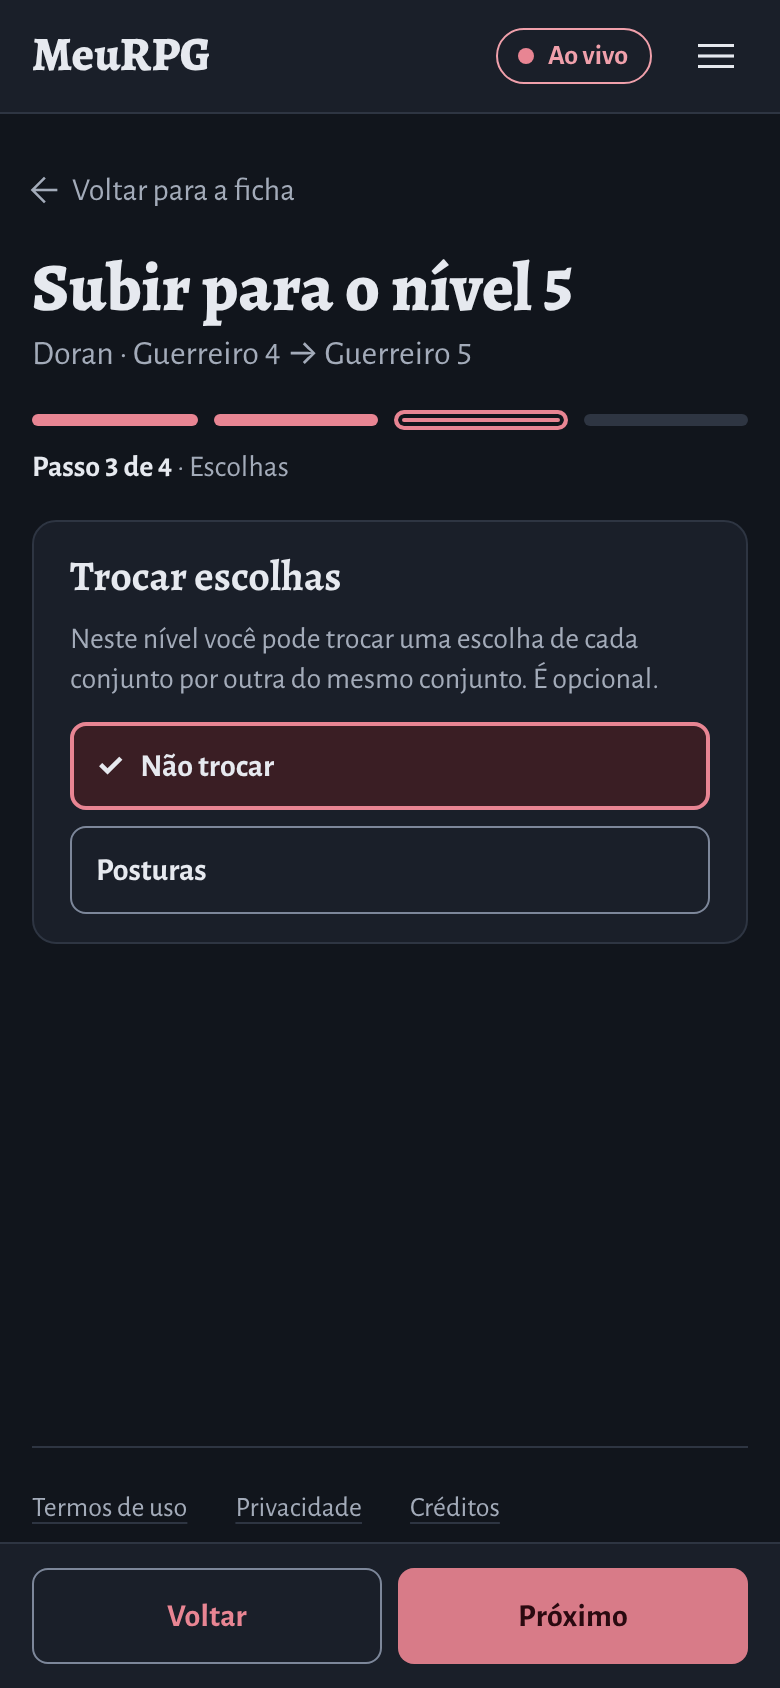 MeuRPG
Ao vivo
Voltar para a ficha
Subir para o nível 5
Doran · Guerreiro 4 → Guerreiro 5
Passo 3 de 4 · Escolhas
Trocar escolhas
Neste nível você pode trocar uma escolha de cada
conjunto por outra do mesmo conjunto. É opcional.
Não trocar
Posturas
Termos de uso
Privacidade
Créditos
Voltar
Próximo